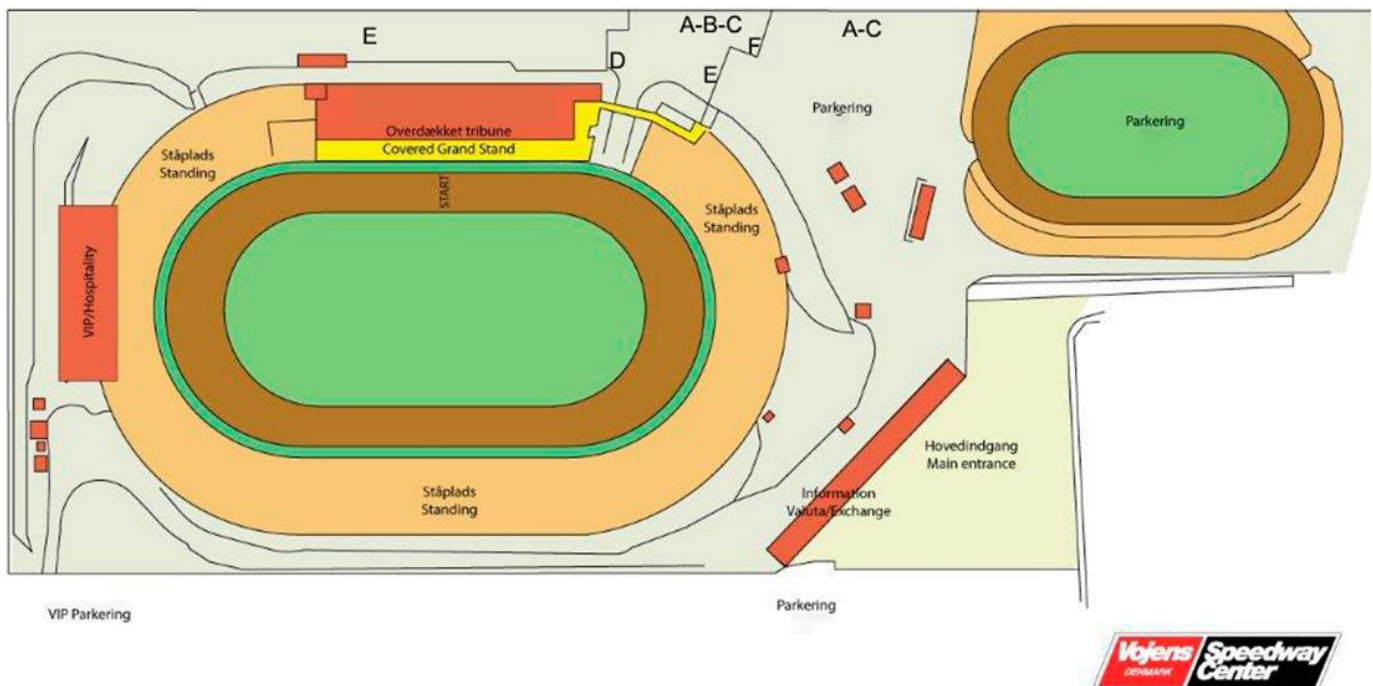 E
A-B-C
A-C
D
F
E
Parkering
Parkering
Overdækket tribune
Covered Grand Stand
Ståplads
Standing
START
Ståplads
Standing
VIP/Hospitality
Hovedindgang
Main entrance
Ståplads
Standing
Information
Valuta/Exchange
VIP Parkering
Parkering
Vojens
DENMARK
Speedway
Center